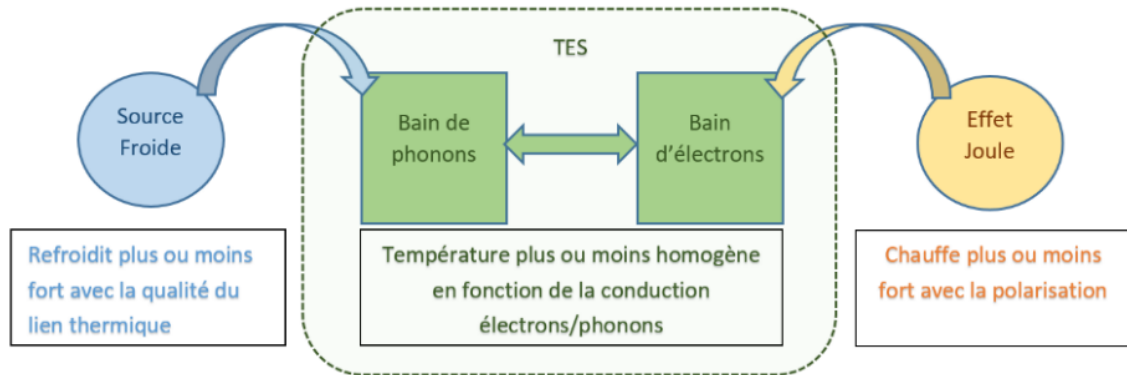 TES
Source
Froide
Bain de
phonons
Bain
d'électrons
Effet
Joule
Refroidit plus ou moins
fort avec la qualité du
lien thermique
Température plus ou moins homogène
en fonction de la conduction
électrons/phonons
Chauffe plus ou moins
fort avec la polarisation